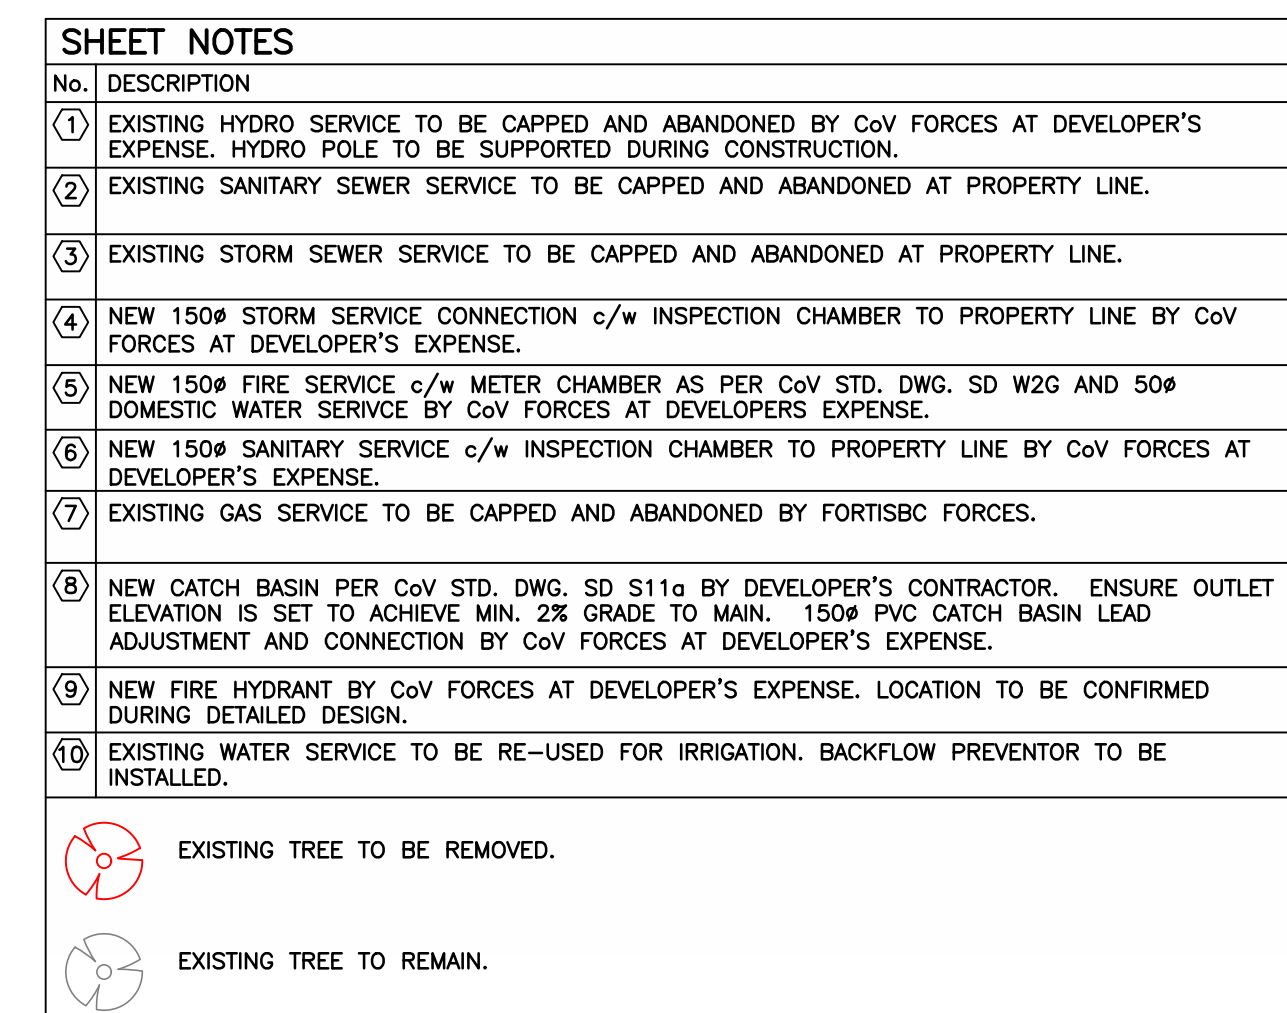 SHEET NOTES
No. DESCRIPTION
1 EXISTING HYDRO SERVICE TO BE CAPPED AND ABANDONED BY CoV FORCES AT DEVELOPER'S
EXPENSE. HYDRO POLE TO BE SUPPORTED DURING CONSTRUCTION.
2 EXISTING SANITARY SEWER SERVICE TO BE CAPPED AND ABANDONED AT PROPERTY LINE.
3 EXISTING STORM SEWER SERVICE TO BE CAPPED AND ABANDONED AT PROPERTY LINE.
4 NEW 150ø STORM SERVICE CONNECTION c/w INSPECTION CHAMBER TO PROPERTY LINE BY CoV
FORCES AT DEVELOPER'S EXPENSE.
5 NEW 150ø FIRE SERVICE c/w METER CHAMBER AS PER CoV STD. DWG. SD W2G AND 50ø
DOMESTIC WATER SERIVCE BY CoV FORCES AT DEVELOPERS EXPENSE.
6 NEW 150ø SANITARY SERVICE c/w INSPECTION CHAMBER TO PROPERTY LINE BY CoV FORCES AT
DEVELOPER'S EXPENSE.
7 EXISTING GAS SERVICE TO BE CAPPED AND ABANDONED BY FORTISBC FORCES.
8 NEW CATCH BASIN PER CoV STD. DWG. SD S11a BY DEVELOPER'S CONTRACTOR. ENSURE OUTLET
ELEVATION IS SET TO ACHIEVE MIN. 2% GRADE TO MAIN. 150ø PVC CATCH BASIN LEAD
ADJUSTMENT AND CONNECTION BY CoV FORCES AT DEVELOPER'S EXPENSE.
9 NEW FIRE HYDRANT BY CoV FORCES AT DEVELOPER'S EXPENSE. LOCATION TO BE CONFIRMED
DURING DETAILED DESIGN.
10 EXISTING WATER SERVICE TO BE RE-USED FOR IRRIGATION. BACKFLOW PREVENTOR TO BE
INSTALLED.
EXISTING TREE TO BE REMOVED.
EXISTING TREE TO REMAIN.